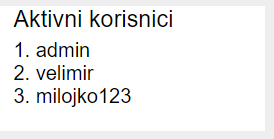 Aktivni korisnici
1. admin
2. velimir
3. milojko123